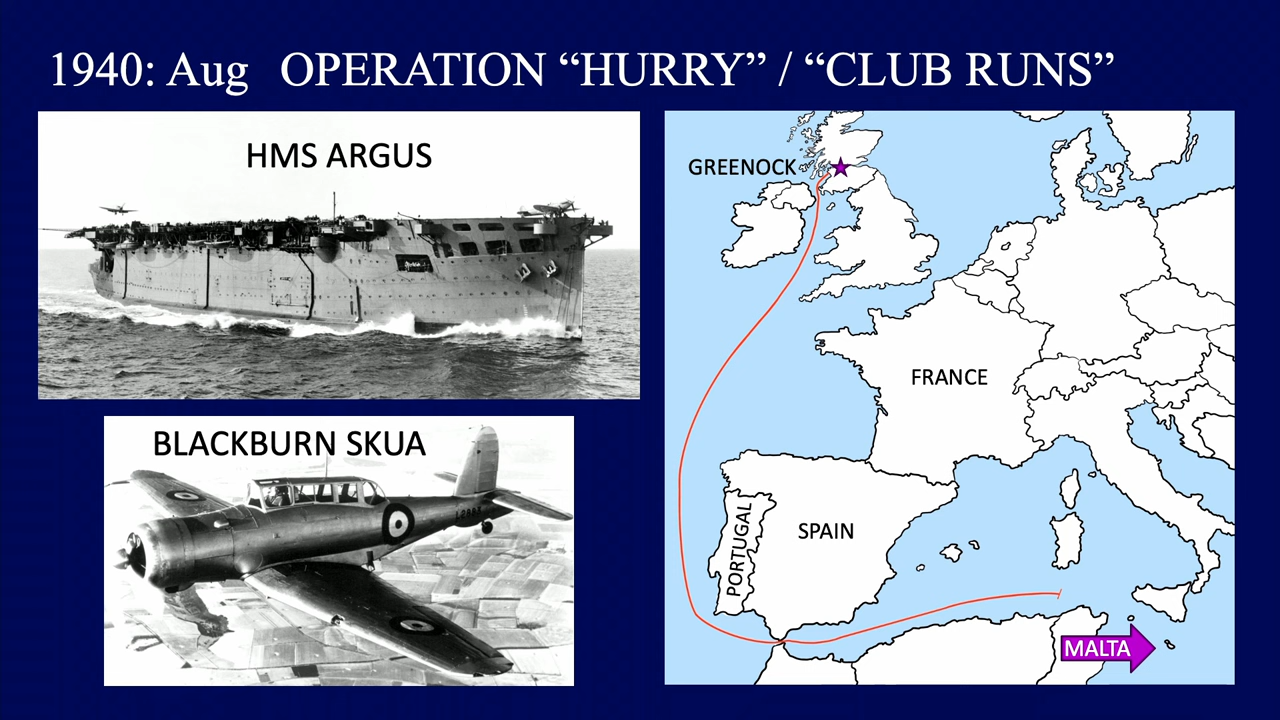 1940: Aug OPERATION “HURRY” / “CLUB RUNS”
HMS ARGUS
BLACKBURN SKUA
GREENOCK
FRANCE
SPAIN
PORTUGAL
MALTA